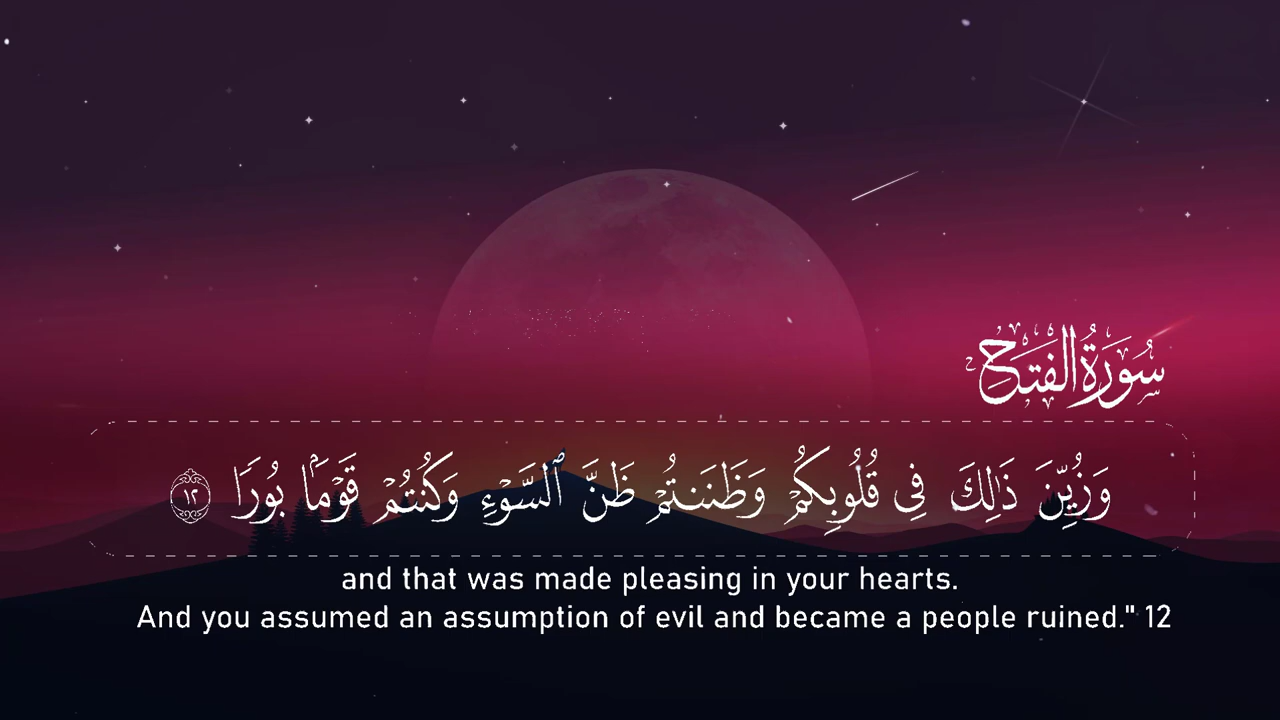 سُورَةُ الفَتۡحِ
وَزُيِّنَ ذَٰلِكَ فِى قُلُوبِكُمۡ وَظَنَنتُمۡ ظَنَّ ٱلسَّوۡءِ وَكُنتُمۡ قَوۡمَۢا بُورࣰا ١٢
and that was made pleasing in your hearts.
And you assumed an assumption of evil and became a people ruined." 12